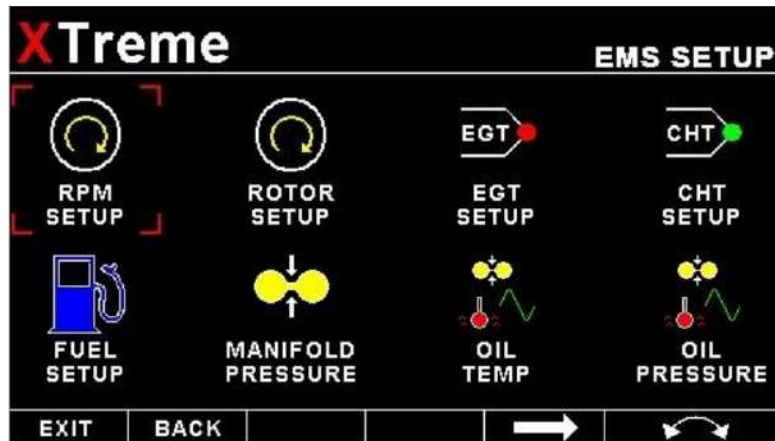 XTreme
EMS SETUP
RPM
SETUP
ROTOR
SETUP
EGT
EGT
SETUP
CHT
CHT
SETUP
FUEL
SETUP
MANIFOLD
PRESSURE
OIL
TEMP
OIL
PRESSURE
EXIT
BACK